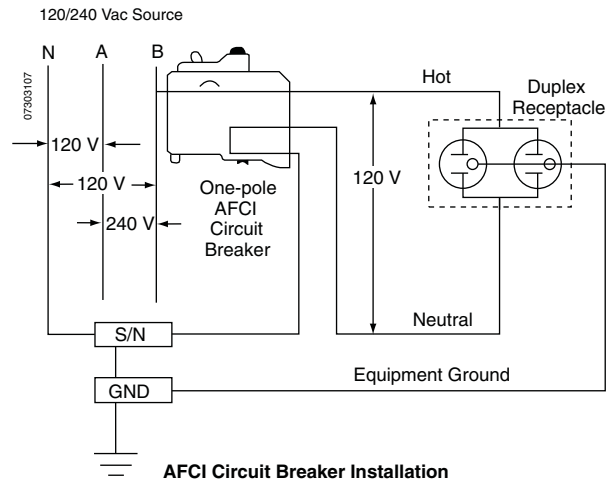 120/240 Vac Source
N
A
B
07303107
Hot
Duplex
Receptacle
120 V
120 V
240 V
One-pole
AFCI
Circuit
Breaker
120 V
S/N
Neutral
GND
Equipment Ground
AFCI Circuit Breaker Installation